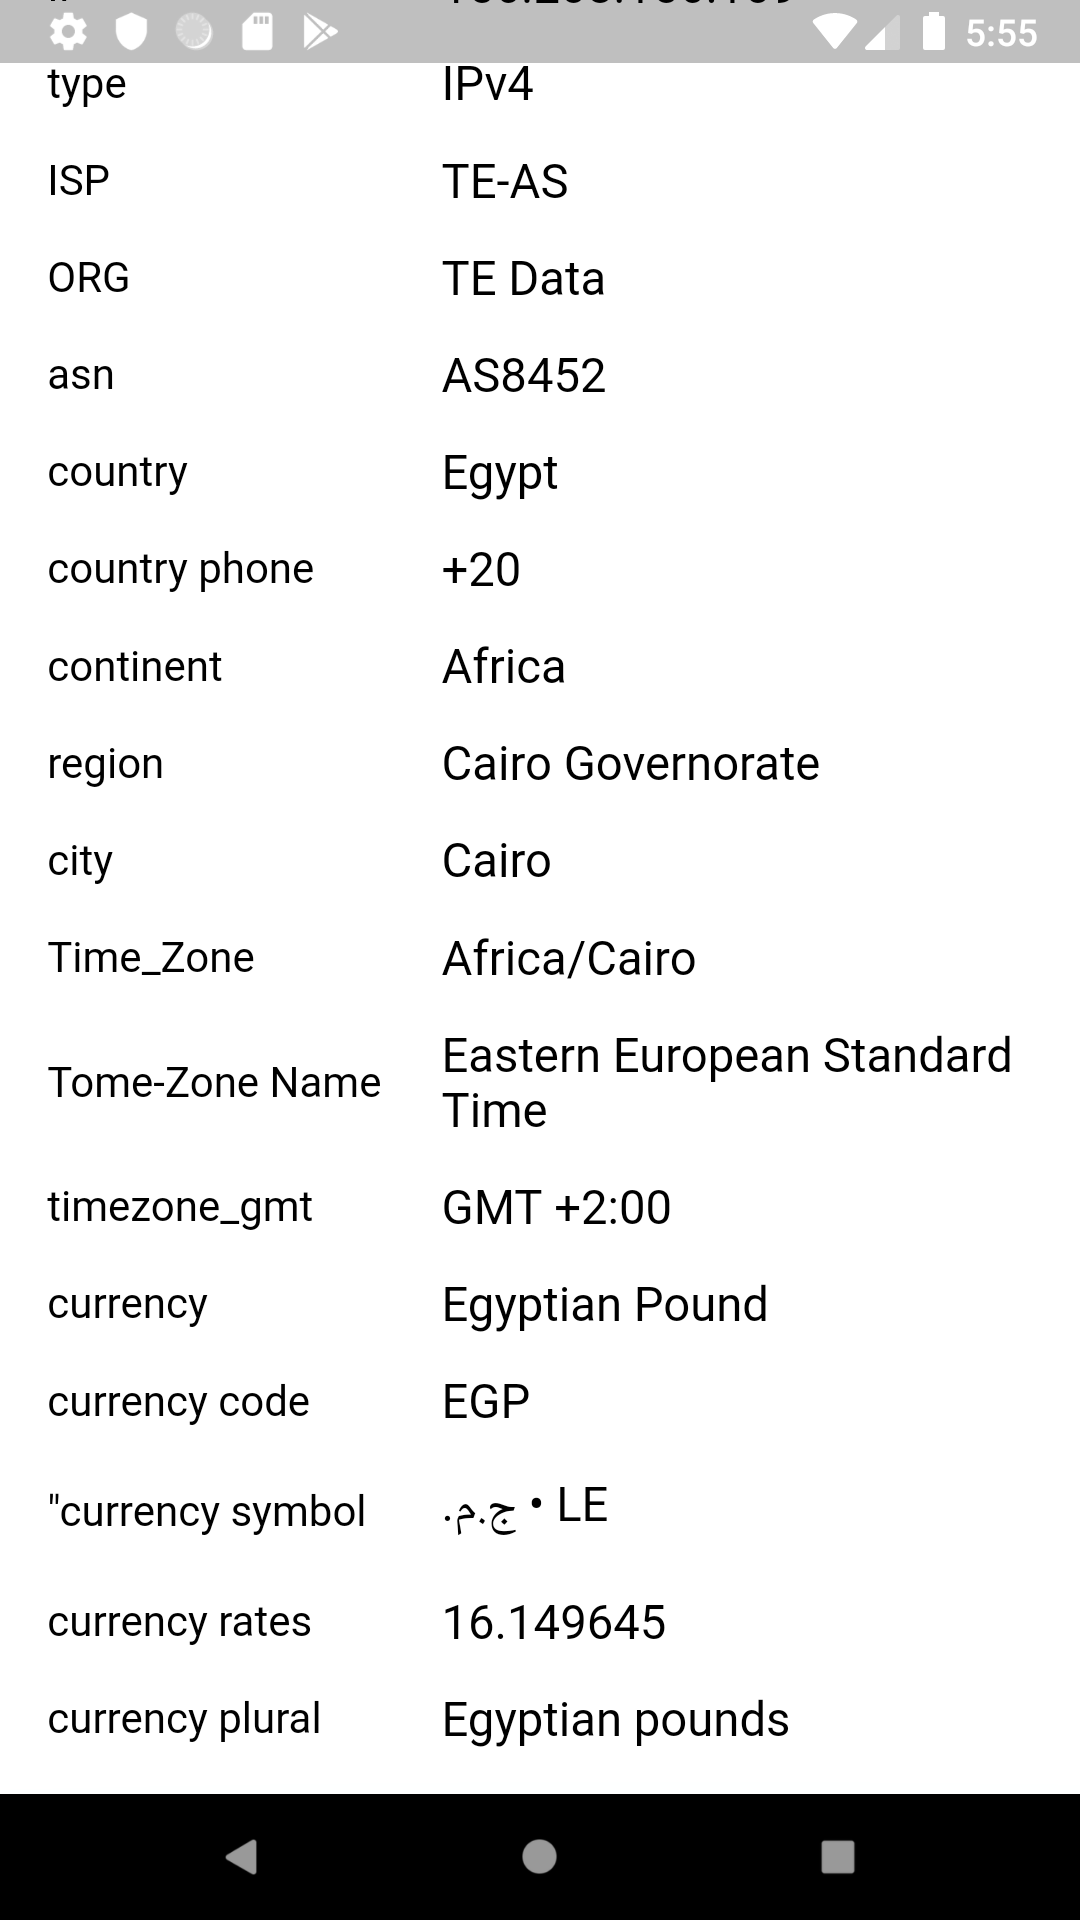 5:55
type IPv4
ISP TE-AS
ORG TE Data
asn AS8452
country Egypt
country phone +20
continent Africa
region Cairo Governorate
city Cairo
Time_Zone Africa/Cairo
Tome-Zone Name Eastern European Standard
Time
timezone_gmt GMT +2:00
currency Egyptian Pound
currency code EGP
"currency symbol ج.م.‎ • LE
currency rates 16.149645
currency plural Egyptian pounds